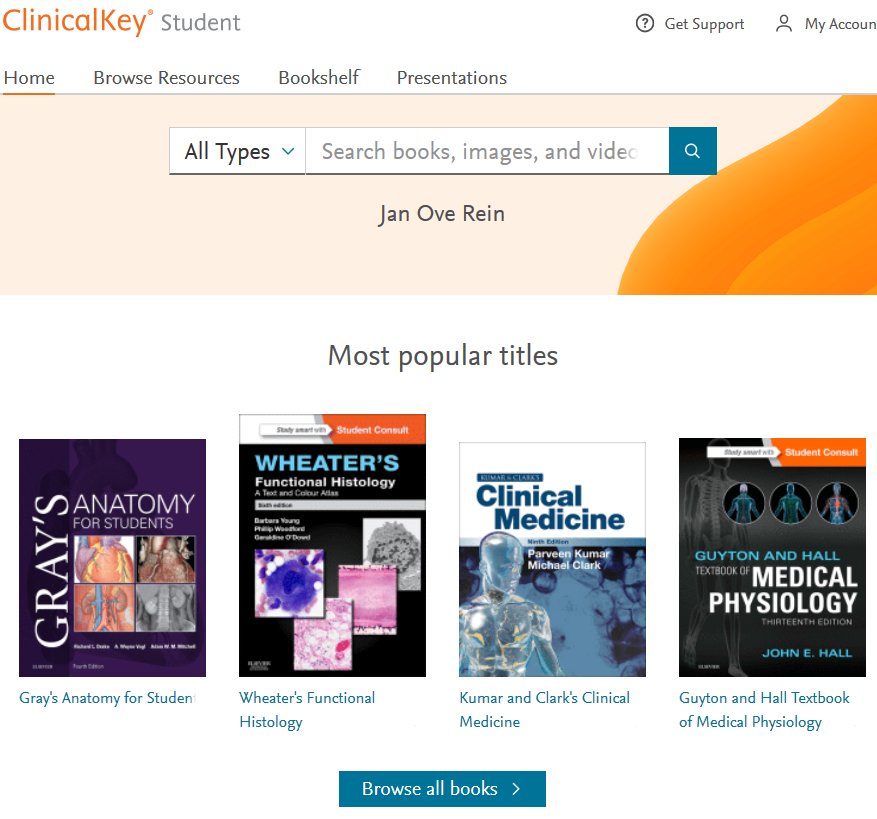 ClinicalKey® Student
Get Support
My Accoun
Home
Browse Resources
Bookshelf
Presentations
All Types
Search books, images, and videc
Jan Ove Rein
Most popular titles
GRAY'S
ANATOMY
FOR STUDENTS
Richard L. Drake A. Wayne Vogl Adam W. M. Mitchell
ELSEVIER
Fourth Edition
Study smart with
Student Consult
WHEATER'S
Functional Histology
A Text and Colour Atlas
Sixth edition
Barbara Young
Phillip Woodford
Geraldine O'Dowd
ELSEVIER
KUMAR & CLARK'S
Clinical
Medicine
Ninth Edition
Parveen Kumar
Michael Clark
Study smart with
Student Consult
GUYTON AND HALL
TEXTBOOK OF
MEDICAL
PHYSIOLOGY
THIRTEENTH EDITION
JOHN E. HALL
ELSEVIER
Gray's Anatomy for Studen
Wheater's Functional
Histology
Kumar and Clark's Clinical
Medicine
Guyton and Hall Textbook
of Medical Physiology
Browse all books